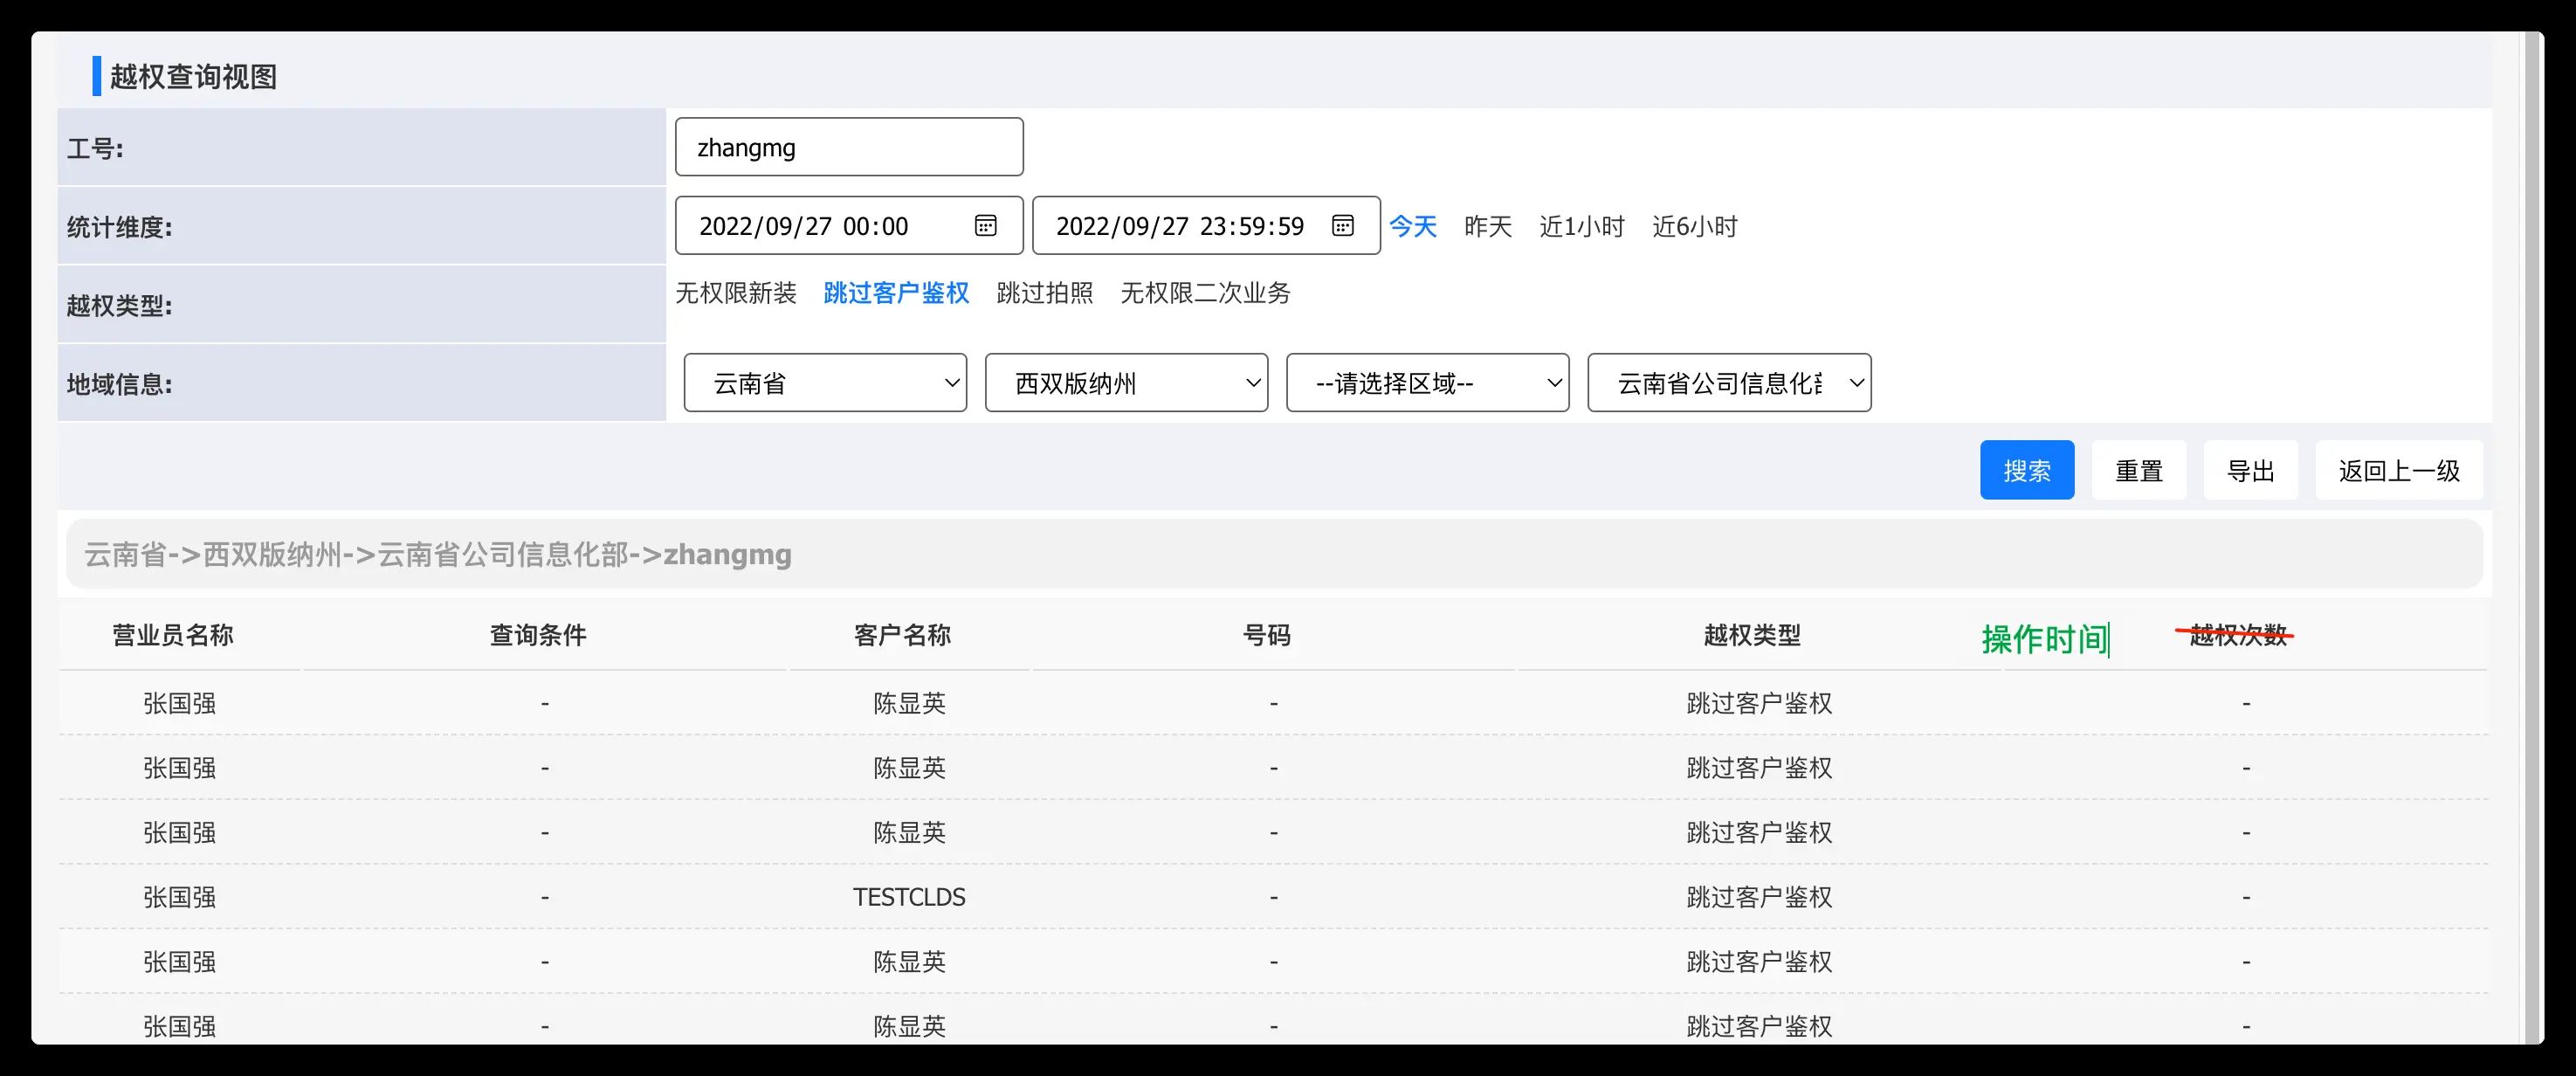 越权查询视图
工号: zhangmg
统计维度: 2022/09/27 00:00 2022/09/27 23:59:59 今天 昨天 近1小时 近6小时
越权类型: 无权限新装 跳过客户鉴权 跳过拍照 无权限二次业务
地域信息: 云南省 西双版纳州 --请选择区域-- 云南省公司信息化
搜索 重置 导出 返回上一级
云南省->西双版纳州->云南省公司信息化部->zhangmg
营业员名称 查询条件 客户名称 号码 越权类型 操作时间 越权次数
张国强 - 陈显英 - 跳过客户鉴权 -
张国强 - 陈显英 - 跳过客户鉴权 -
张国强 - 陈显英 - 跳过客户鉴权 -
张国强 - TESTCLDS - 跳过客户鉴权 -
张国强 - 陈显英 - 跳过客户鉴权 -
张国强 - 陈显英 - 跳过客户鉴权 -